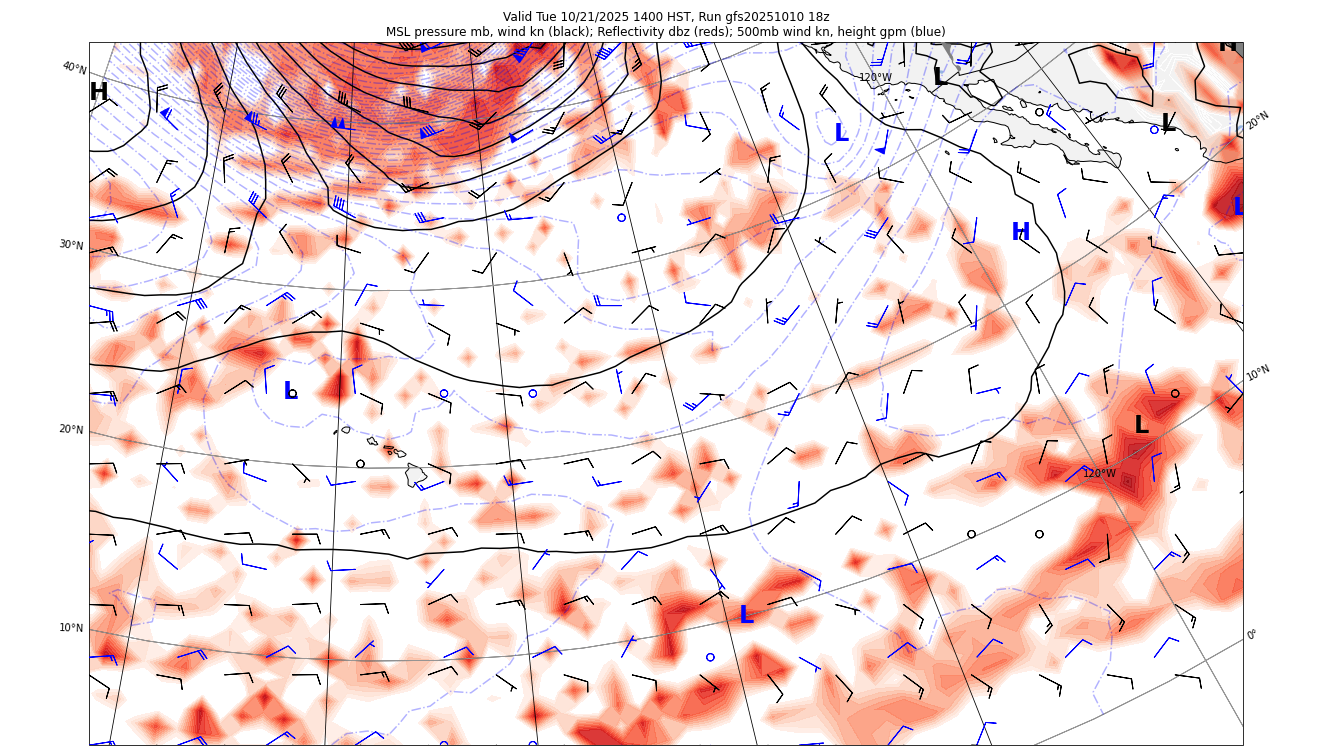 Valid Tue 10/21/2025 1400 HST, Run gfs20251010 18z
MSL pressure mb, wind kn (black); Reflectivity dbz (reds); 500mb wind kn, height gpm (blue)
H
40°N
120°W
L
L
L
20°N
L
H
30°N
L
10°N
L
20°N
120°W
L
10°N
0°